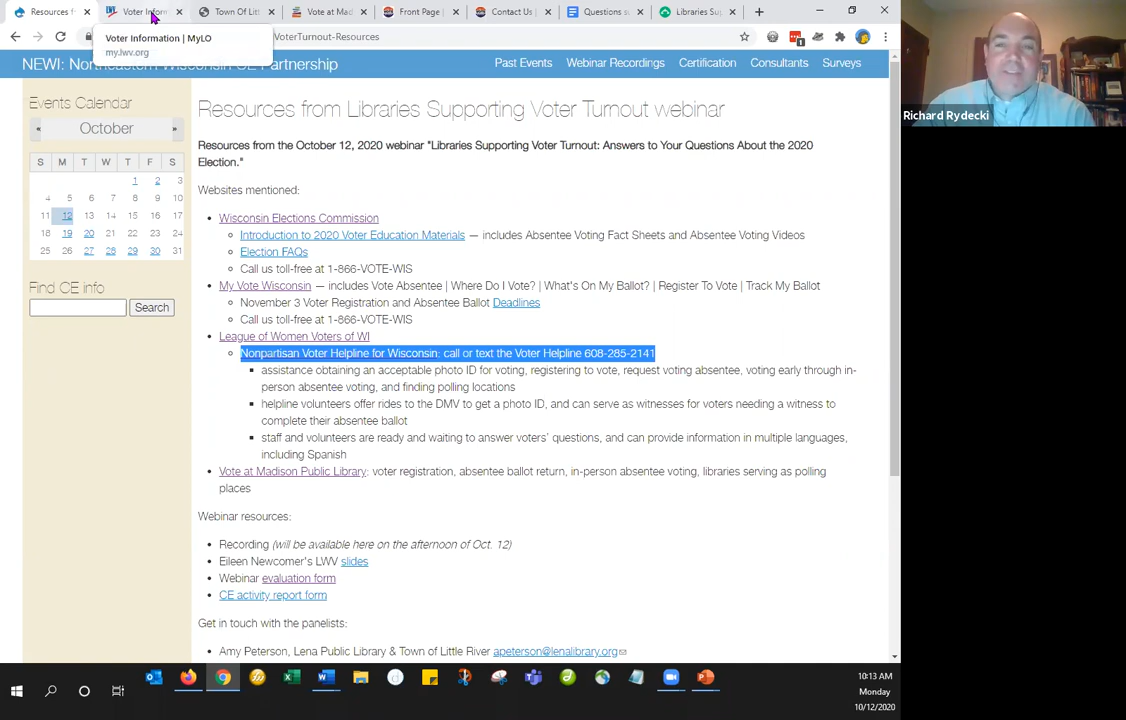 Resources f
Voter Inform
Town Of Litt
Vote at Mad
Front Page |
Contact Us |
Questions s
Libraries Sup
Voter Information | MyLO
my.lwv.org
VoterTurnout-Resources
NEWI: Northeastern Wisconsin CE Partnership
Past Events Webinar Recordings Certification Consultants Surveys
Events Calendar
« October »
S M T W T F S
1 2 3
4 5 6 7 8 9 10
11 12 13 14 15 16 17
18 19 20 21 22 23 24
25 26 27 28 29 30 31
Find CE info
Search
Resources from Libraries Supporting Voter Turnout webinar
Resources from the October 12, 2020 webinar "Libraries Supporting Voter Turnout: Answers to Your Questions About the 2020
Election."
Websites mentioned:
• Wisconsin Elections Commission
Introduction to 2020 Voter Education Materials — includes Absentee Voting Fact Sheets and Absentee Voting Videos
Election FAQs
Call us toll-free at 1-866-VOTE-WIS
• My Vote Wisconsin — includes Vote Absentee | Where Do I Vote? | What's On My Ballot? | Register To Vote | Track My Ballot
November 3 Voter Registration and Absentee Ballot Deadlines
Call us toll-free at 1-866-VOTE-WIS
• League of Women Voters of WI
Nonpartisan Voter Helpline for Wisconsin; call or text the Voter Helpline 608-285-2141
assistance obtaining an acceptable photo ID for voting, registering to vote, request voting absentee, voting early through in-
person absentee voting, and finding polling locations
helpline volunteers offer rides to the DMV to get a photo ID, and can serve as witnesses for voters needing a witness to
complete their absentee ballot
staff and volunteers are ready and waiting to answer voters' questions, and can provide information in multiple languages,
including Spanish
• Vote at Madison Public Library: voter registration, absentee ballot return, in-person absentee voting, libraries serving as polling
places
Webinar resources:
• Recording (will be available here on the afternoon of Oct. 12)
• Eileen Newcomer's LWV slides
• Webinar evaluation form
• CE activity report form
Get in touch with the panelists:
• Amy Peterson, Lena Public Library & Town of Little River apeterson@lenalibrary.org
Richard Rydecki
10:13 AM
Monday
10/12/2020